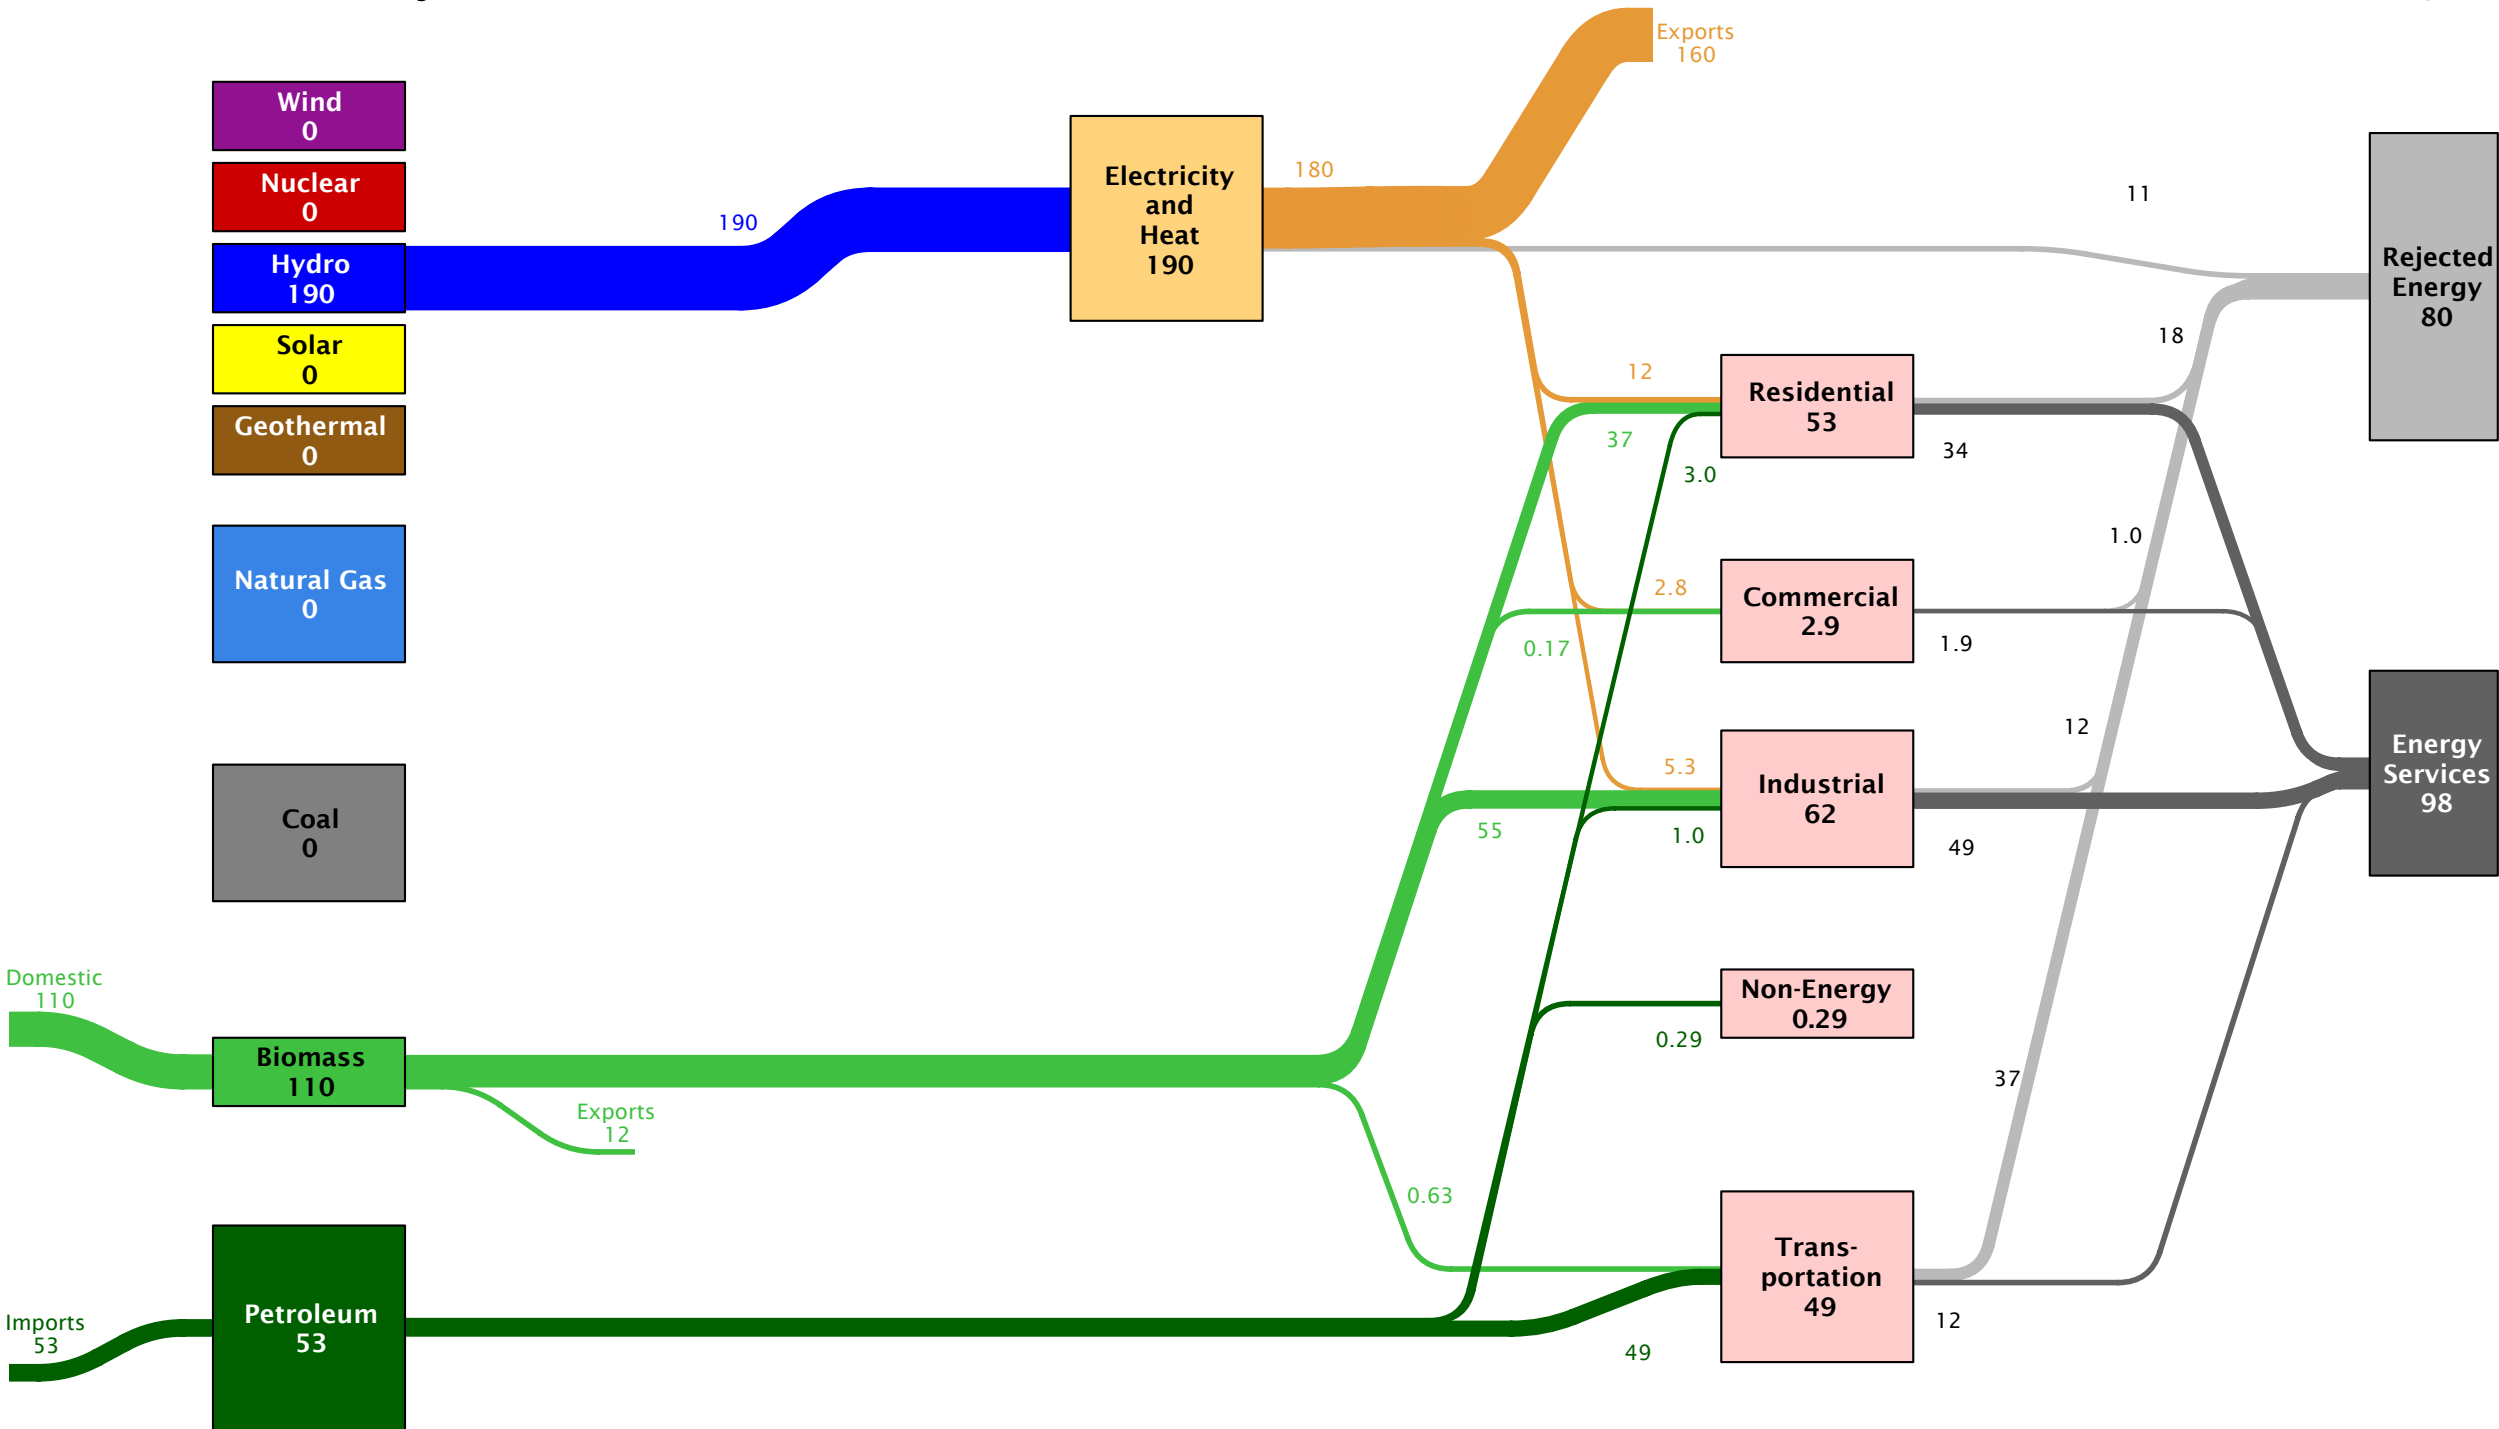 Exports
160
Wind
0
Nuclear
0
Hydro
190
Solar
0
Geothermal
0
Natural Gas
0
Coal
0
Domestic
110
Biomass
110
Exports
12
Imports
53
Petroleum
53
190
Electricity
and
Heat
190
180
12
37
3.0
2.8
0.17
5.3
55
1.0
0.29
0.63
49
Residential
53
Commercial
2.9
Industrial
62
Non-Energy
0.29
Trans-
portation
49
11
18
34
1.0
1.9
12
49
37
12
Rejected
Energy
80
Energy
Services
98